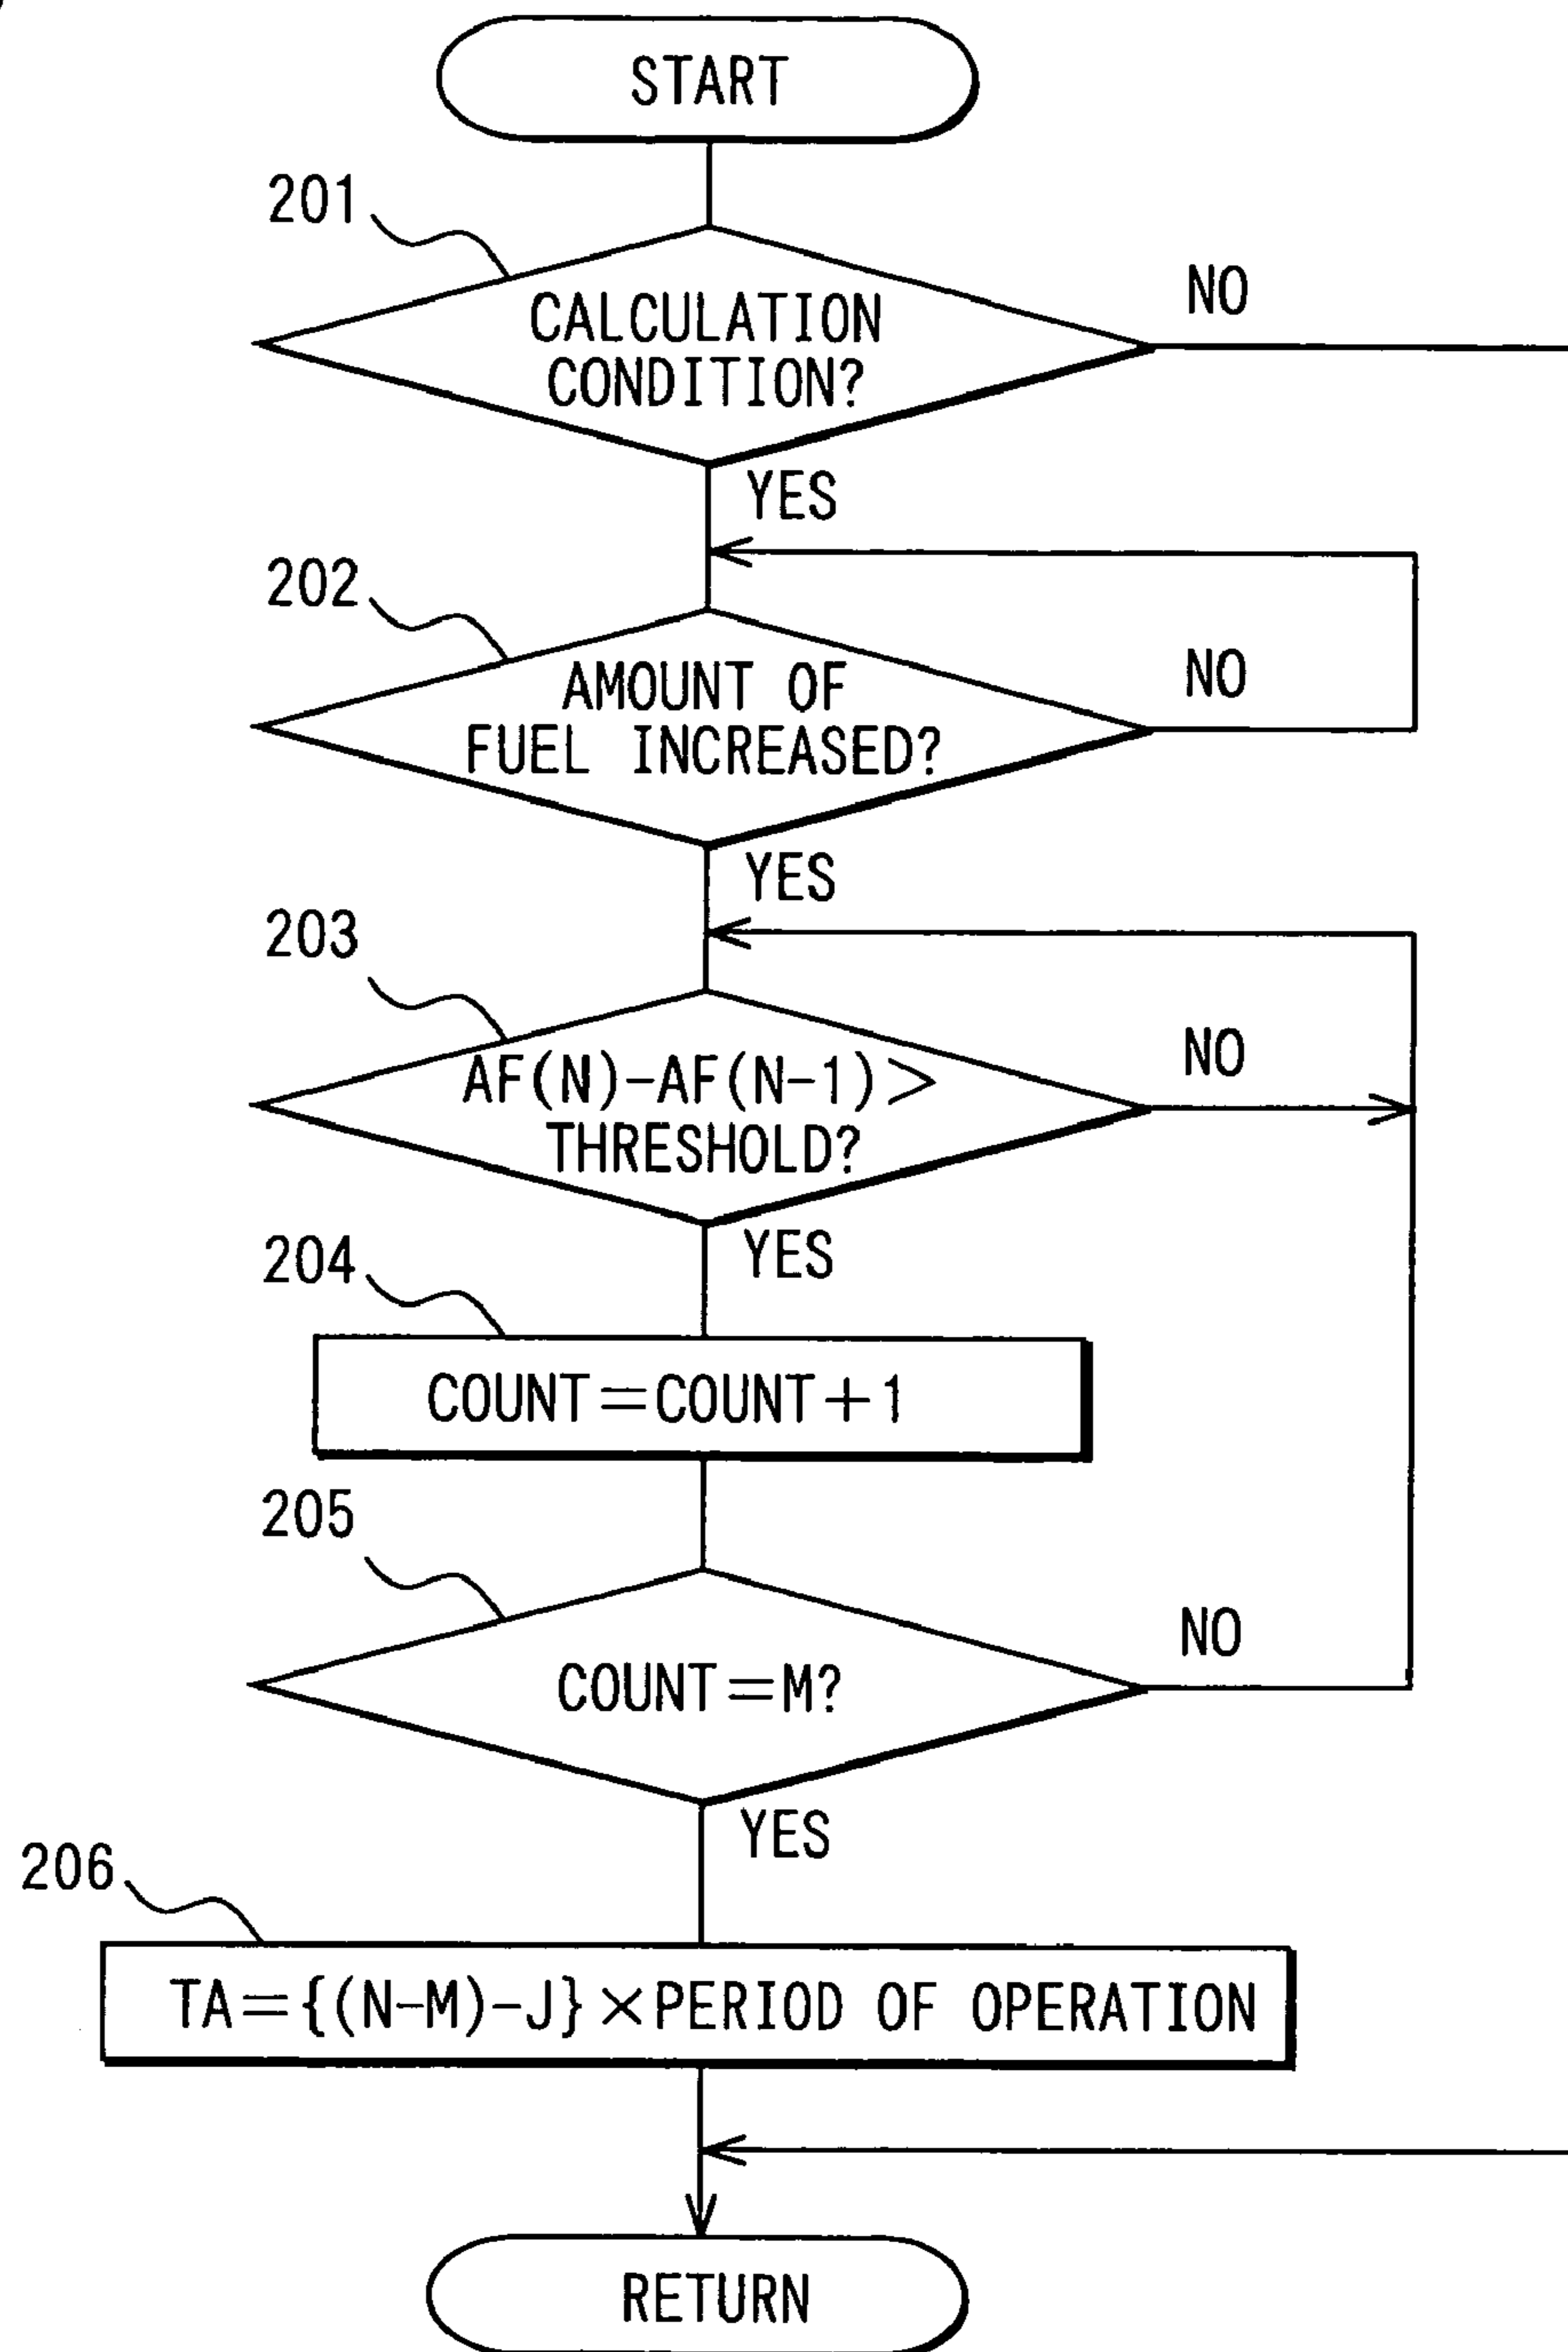 START
201
NO
CALCULATION
CONDITION?
YES
202
AMOUNT OF
FUEL INCREASED?
NO
YES
203
AF(N)-AF(N-1)>
THRESHOLD?
NO
YES
204
COUNT=COUNT+1
205
COUNT=M?
NO
YES
206
TA={(N-M)-J}×PERIOD OF OPERATION
RETURN